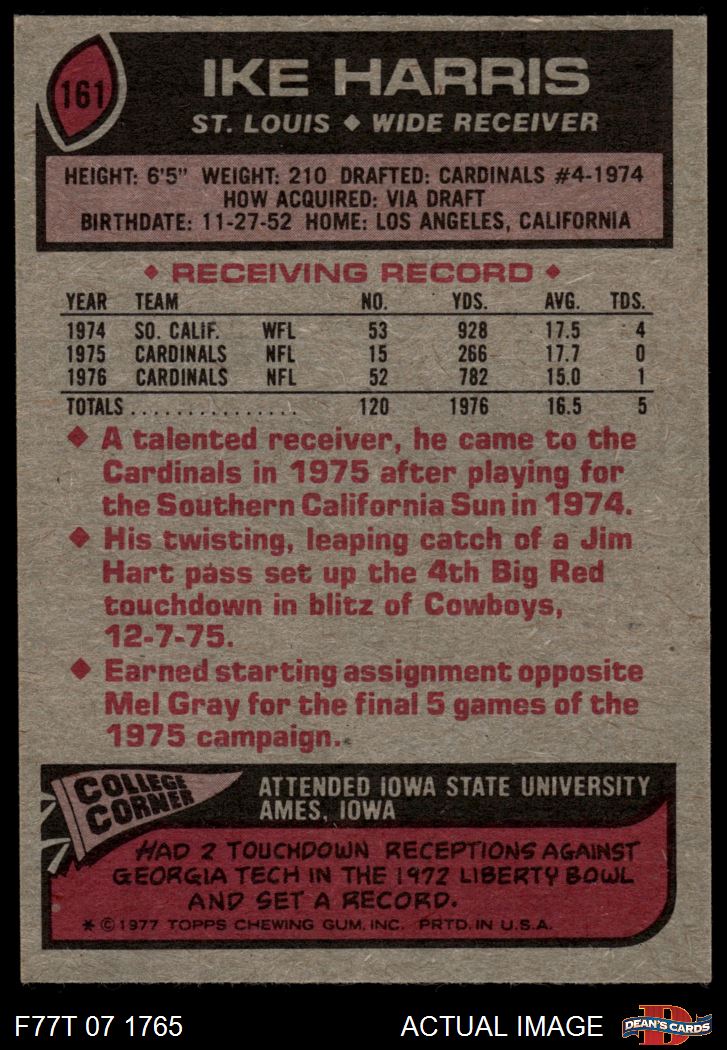 161
IKE HARRIS
ST. LOUIS ◆ WIDE RECEIVER
HEIGHT: 6'5" WEIGHT: 210 DRAFTED: CARDINALS #4-1974
HOW ACQUIRED: VIA DRAFT
BIRTHDATE: 11-27-52 HOME: LOS ANGELES, CALIFORNIA
◆ RECEIVING RECORD ◆
YEAR TEAM NO. YDS. AVG. TDS.
1974 SO. CALIF. WFL 53 928 17.5 4
1975 CARDINALS NFL 15 266 17.7 0
1976 CARDINALS NFL 52 782 15.0 1
TOTALS ................ 120 1976 16.5 5
◆ A talented receiver, he came to the
Cardinals in 1975 after playing for
the Southern California Sun in 1974.
◆ His twisting, leaping catch of a Jim
Hart pass set up the 4th Big Red
touchdown in blitz of Cowboys,
12-7-75.
◆ Earned starting assignment opposite
Mel Gray for the final 5 games of the
1975 campaign.
COLLEGE
CORNER
ATTENDED IOWA STATE UNIVERSITY
AMES, IOWA
HAD 2 TOUCHDOWN RECEPTIONS AGAINST
GEORGIA TECH IN THE 1972 LIBERTY BOWL
AND SET A RECORD.
* © 1977 TOPPS CHEWING GUM, INC. PRTD. IN U.S.A.
F77T 07 1765
ACTUAL IMAGE
D
DEAN'S CARDS